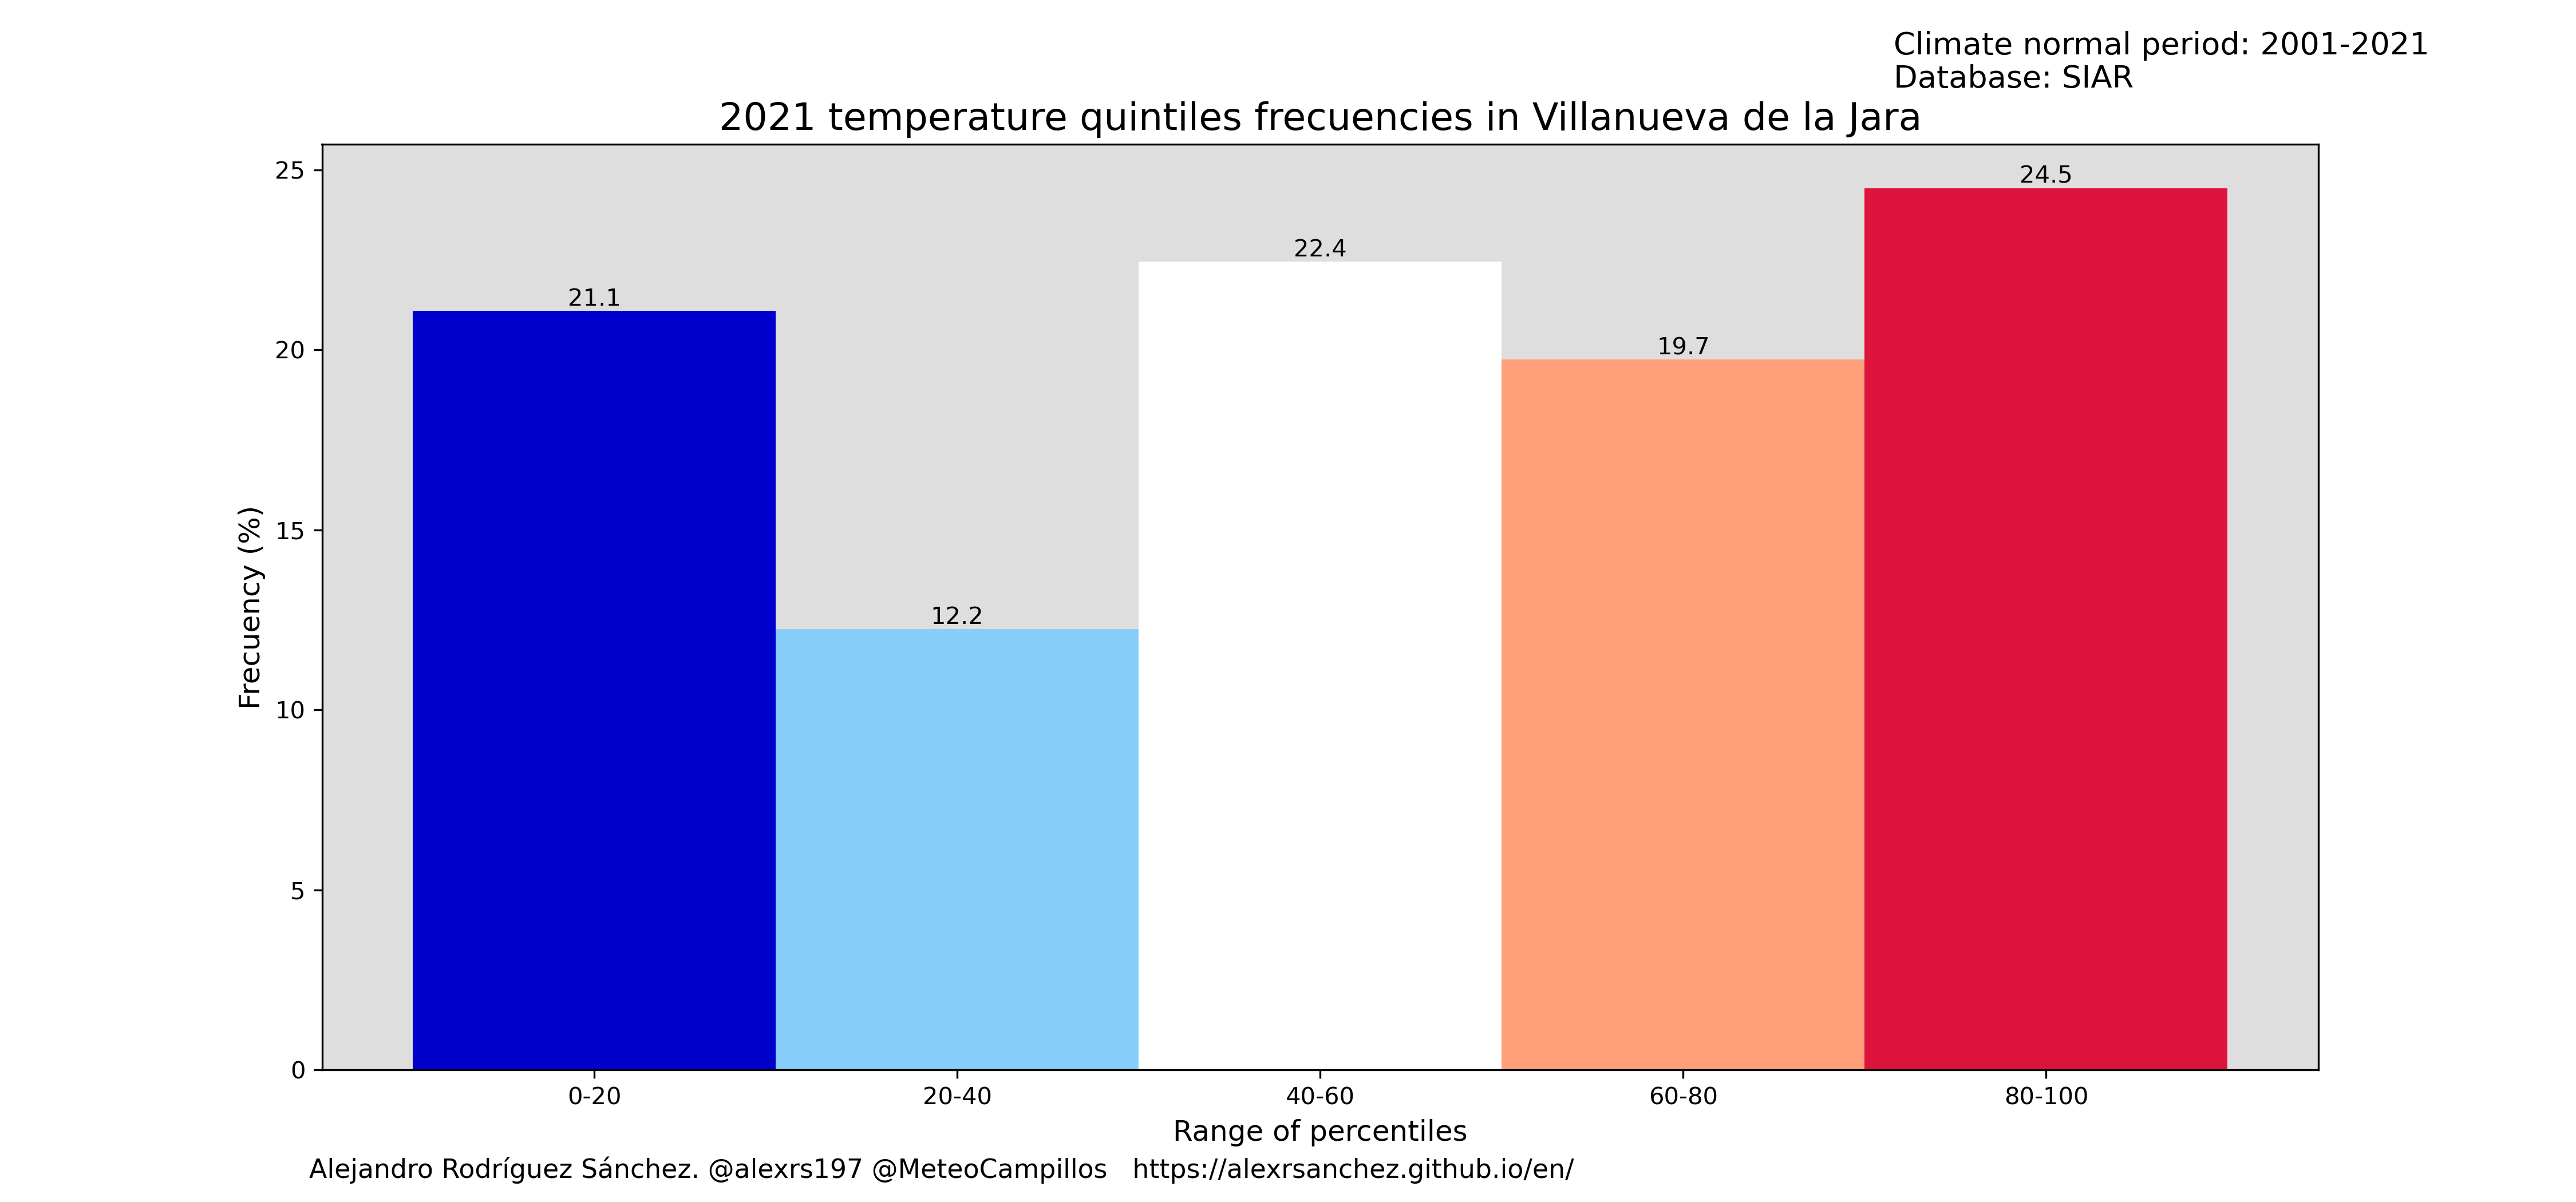 Climate normal period: 2001-2021
Database: SIAR
2021 temperature quintiles frecuencies in Villanueva de la Jara
25
20
15
10
5
0
Frecuency (%)
21.1
12.2
22.4
19.7
24.5
0-20
20-40
40-60
60-80
80-100
Range of percentiles
Alejandro Rodríguez Sánchez. @alexrs197 @MeteoCampillos   https://alexrsanchez.github.io/en/